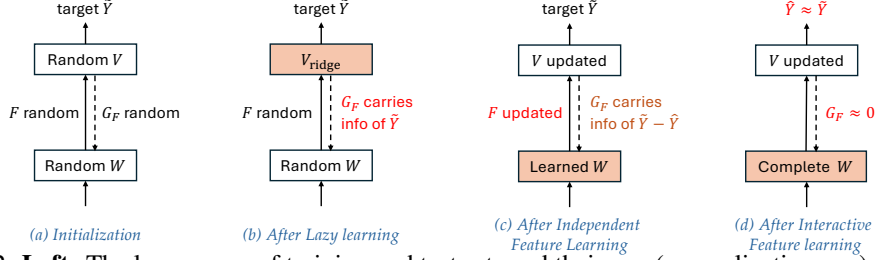 target Ỹ
Random V
F random
G_F random
Random W
(a) Initialization
target Ỹ
V_ridge
F random
G_F carries
info of Ỹ
Random W
(b) After Lazy learning
target Ỹ
V updated
F updated
G_F carries
info of Ỹ − Ŷ
Learned W
(c) After Independent
Feature Learning
Ŷ ≈ Ỹ
V updated
G_F ≈ 0
Complete W
(d) After Interactive
Feature learning